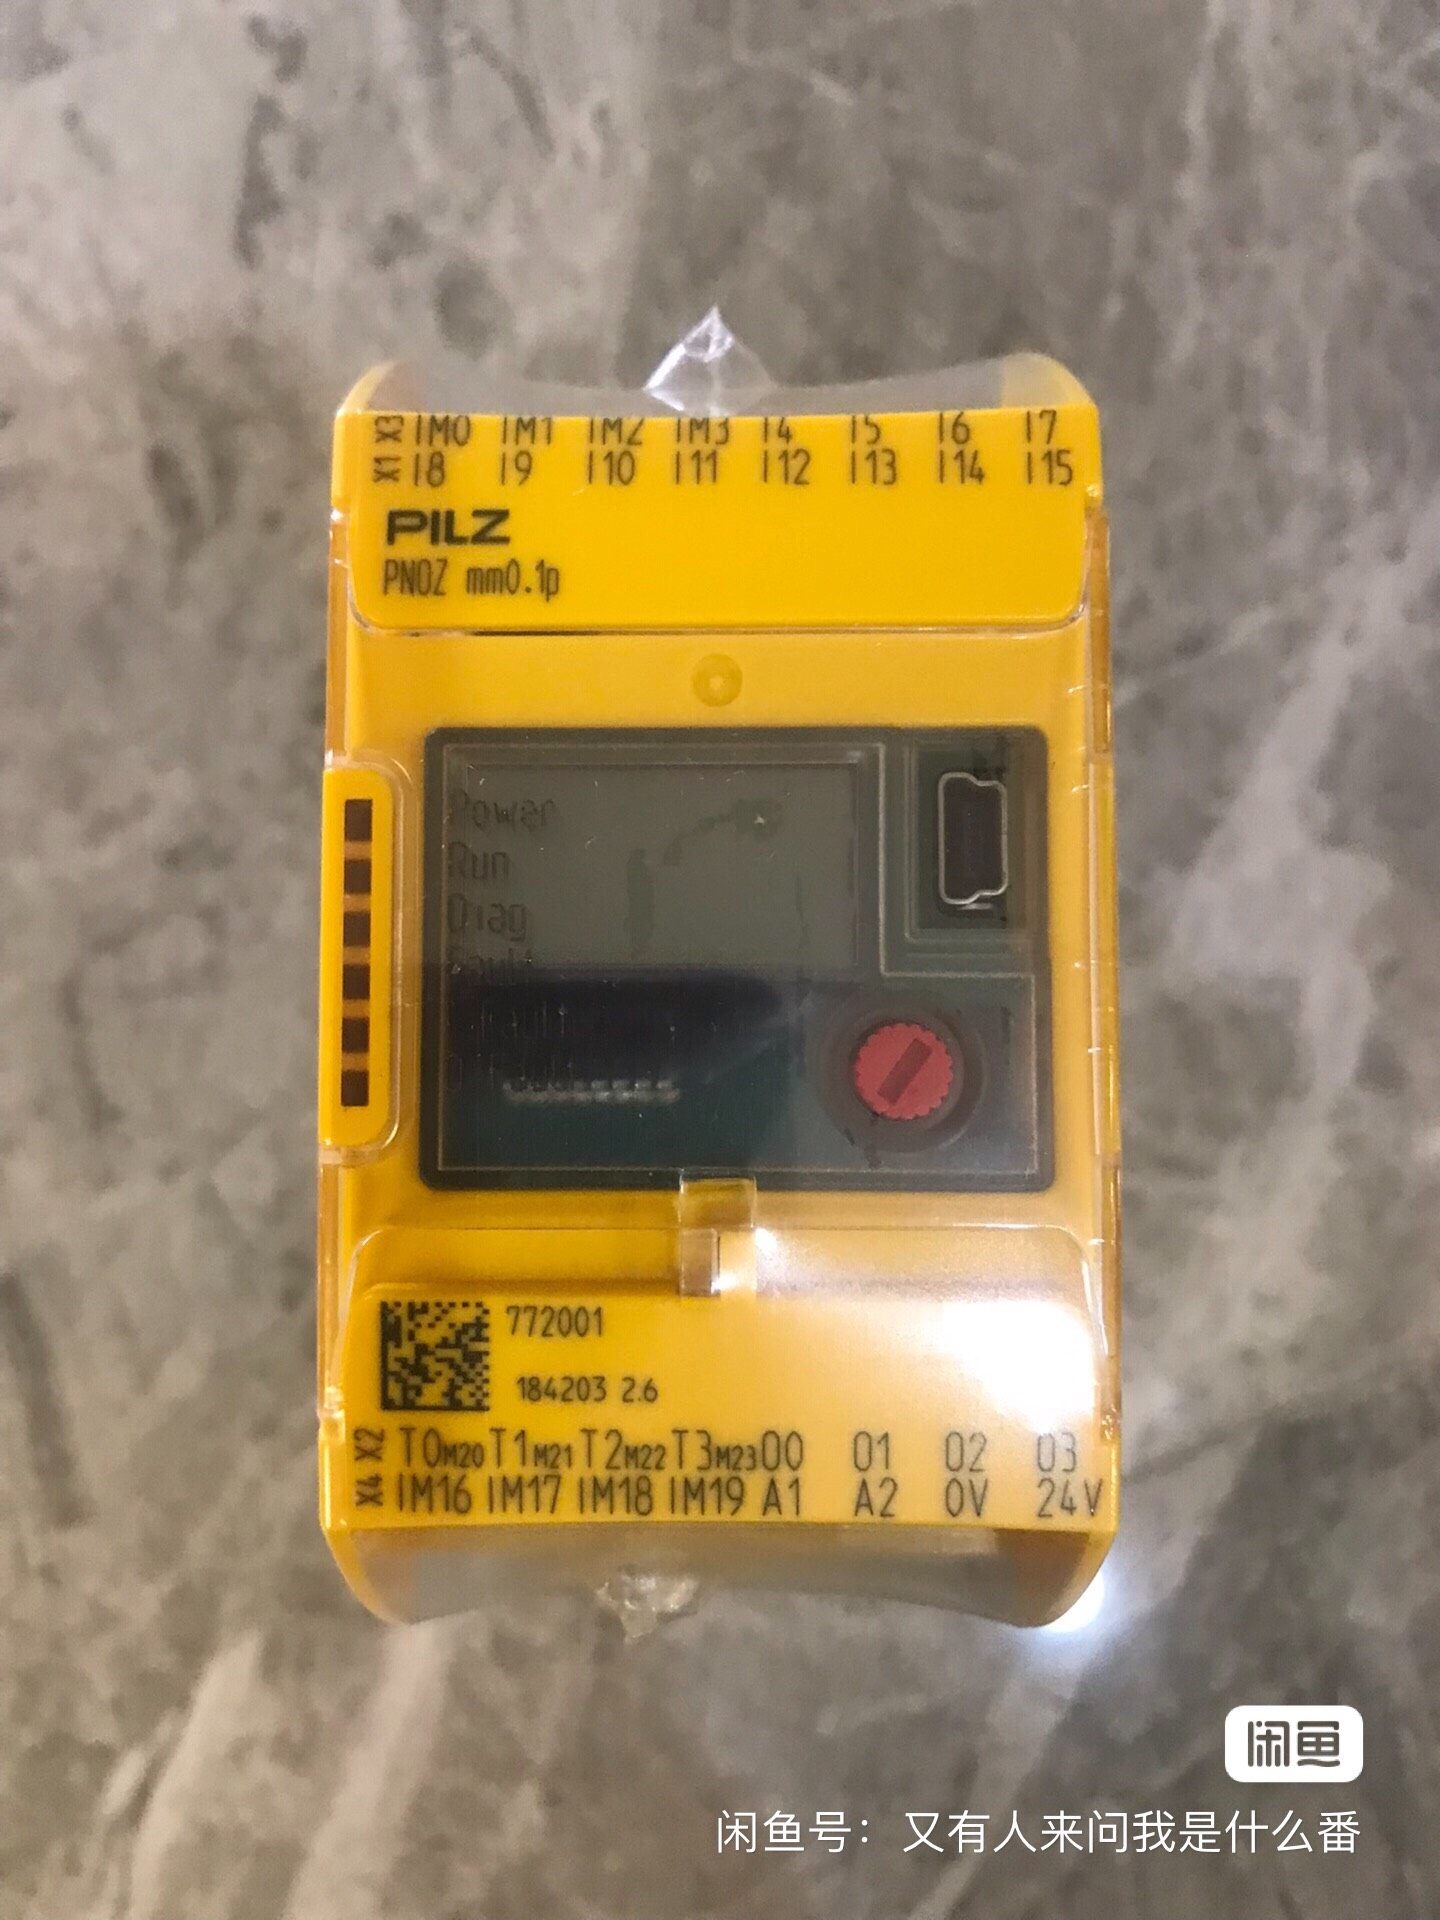 X3 IM0 IM1 IM2 IM3 I4 I5 I6 I7
X1 I8 I9 I10 I11 I12 I13 I14 I15
PILZ
PNOZ mm0.1p
Power
Run
Diag
Fault
772001
184203 2.6
X2 T0M20 T1M21 T2M22 T3M23 O0 O1 O2 O3
X4 IM16 IM17 IM18 IM19 A1 A2 0V 24V
闲鱼
闲鱼号：又有人来问我是什么番